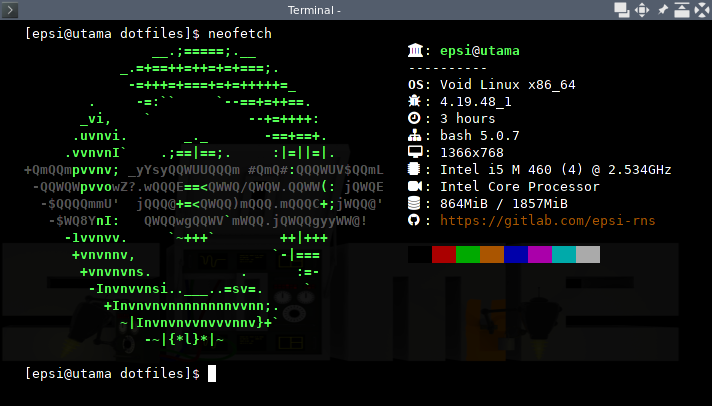 Terminal -
[epsi@utama dotfiles]$ neofetch
__.;=====;.__
_.=+==++=++=+=+===;.
-=+++=+===+=+=+++++=_
.     -=:``     `--==+=++==.
_vi,    `            --+=++++:
.uvnvi.       _._       -==+==+.
.vvnvnI`    .;==|==;.     :|=||=|.
+QmQQmpvvnv; _yYsyQQWUUQQQm #QmQ#:QQQWUV$QQmL
-QQWQWpvvowZ?.wQQQE==<QWWQ/QWQW.QQWW(: jQWQE
-$QQQQmmU'  jQQQ@+=<QWQQ)mQQQ.mQQQC+;jWQQ@'
-$WQ8YnI:   QWQQwgQQWV`mWQQ.jQWQQgyyWW@!
-1vvnvv.     `~+++`        ++|+++
+vnvnnv,                 `-|===
+vnvnvns.           .      :=-
-Invnvvnsi..___..=sv=.     `
+Invnvnvnnnnnnnnvvnn;.
~|Invnvnvvnvvvnnv}+`
-~|{*l}*|~
: epsi@utama
----------
OS: Void Linux x86_64
: 4.19.48_1
: 3 hours
: bash 5.0.7
: 1366x768
: Intel i5 M 460 (4) @ 2.534GHz
: Intel Core Processor
: 864MiB / 1857MiB
: https://gitlab.com/epsi-rns
[epsi@utama dotfiles]$